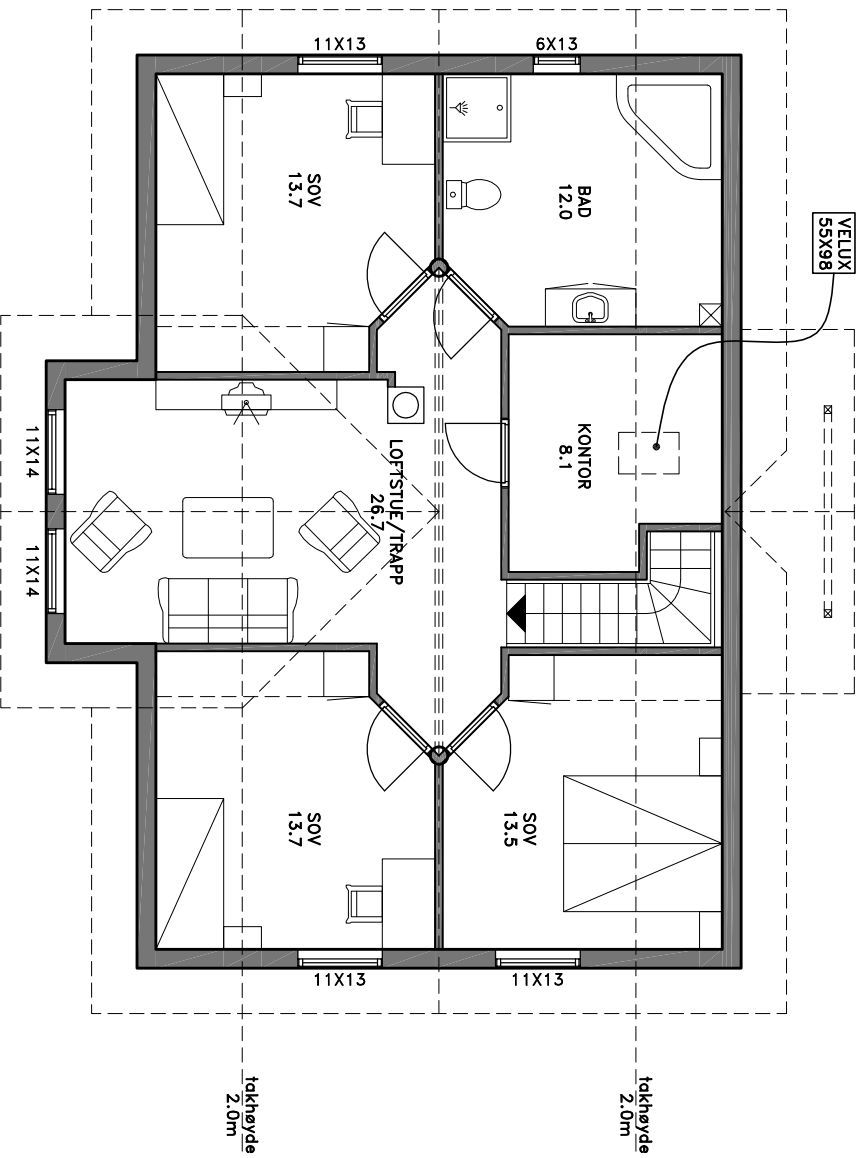 11X13
6X13
VELUX
55X98
SOV
13.7
BAD
12.0
KONTOR
8.1
LOFTSTUE/TRAPP
26.7
11X14
11X14
SOV
13.7
SOV
13.5
11X13
11X13
takhøyde
2.0m
takhøyde
2.0m